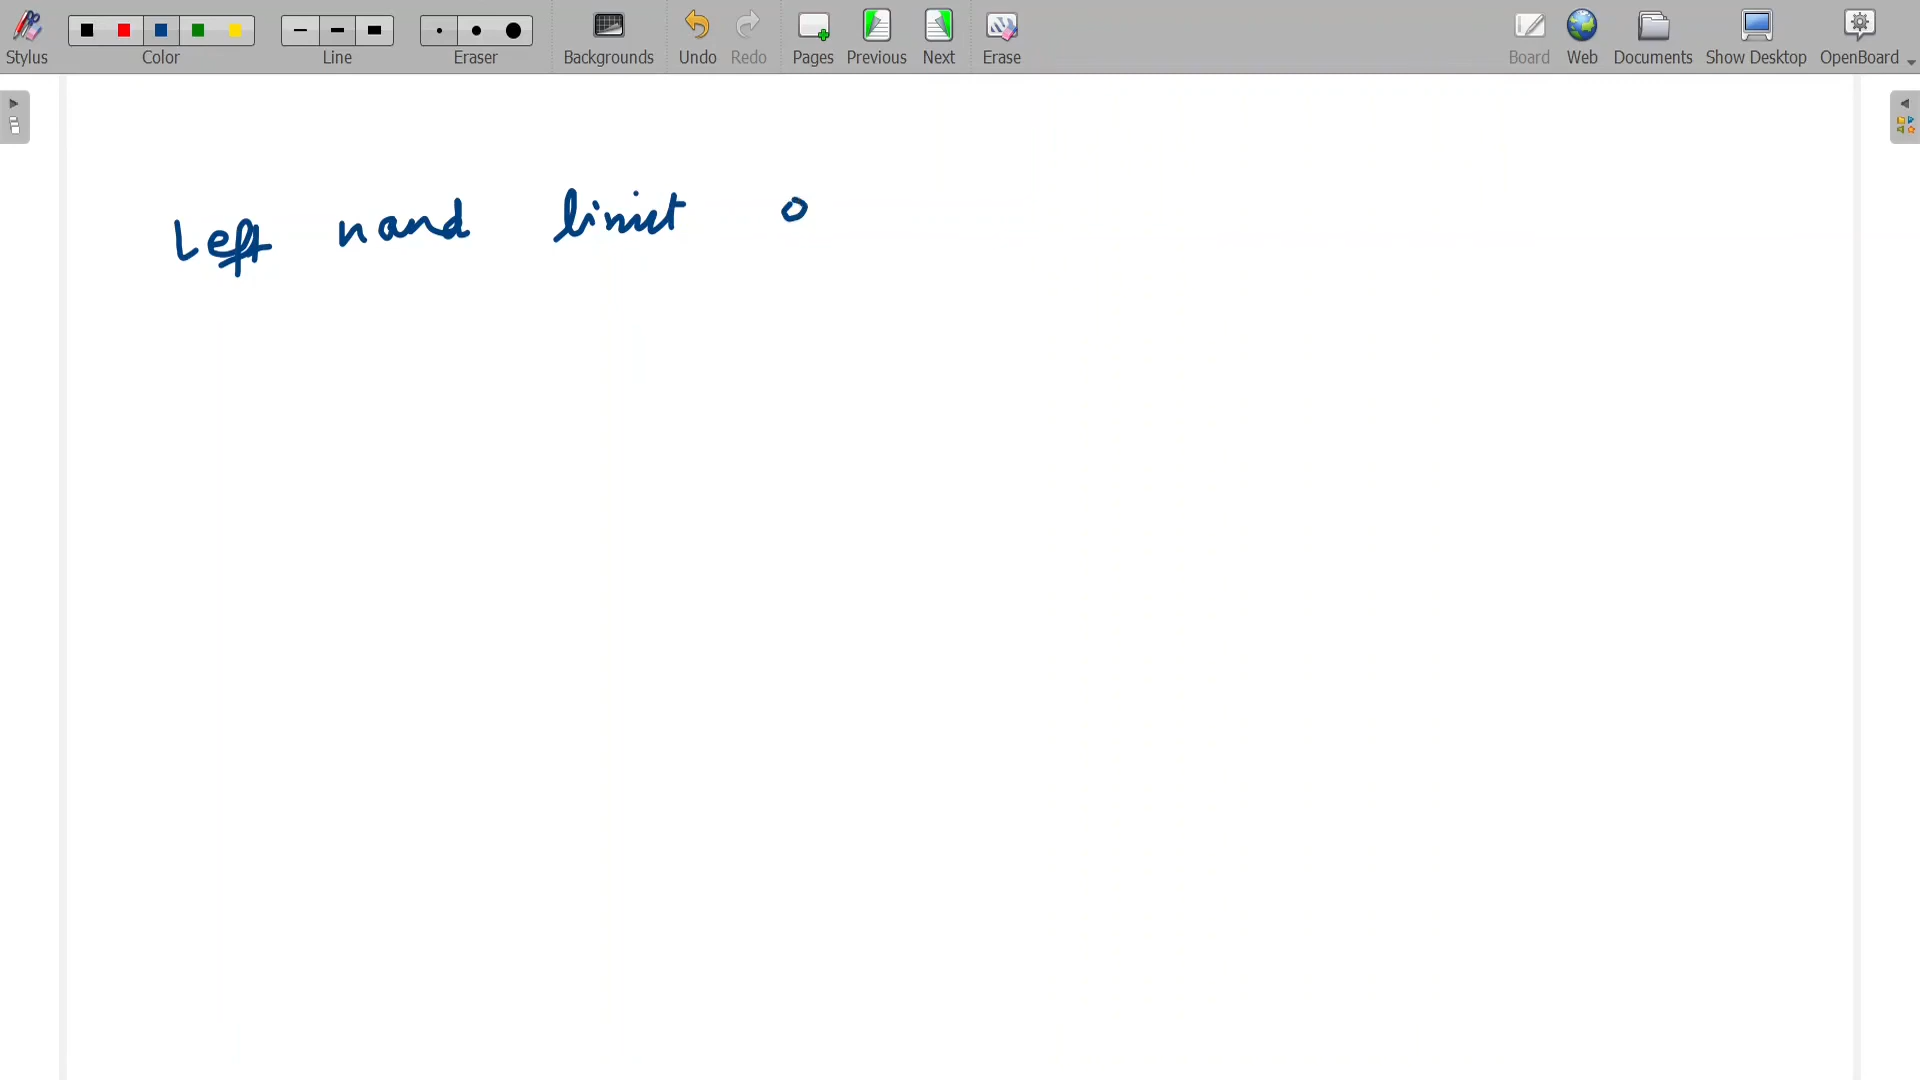 Stylus Color Line Eraser Backgrounds Undo Redo Pages Previous Next Erase Board Web Documents Show Desktop OpenBoard
Left hand limit o